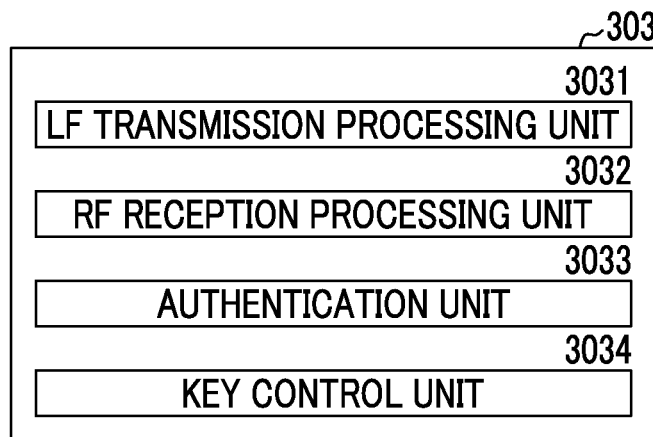 303
3031
LF TRANSMISSION PROCESSING UNIT
3032
RF RECEPTION PROCESSING UNIT
3033
AUTHENTICATION UNIT
3034
KEY CONTROL UNIT